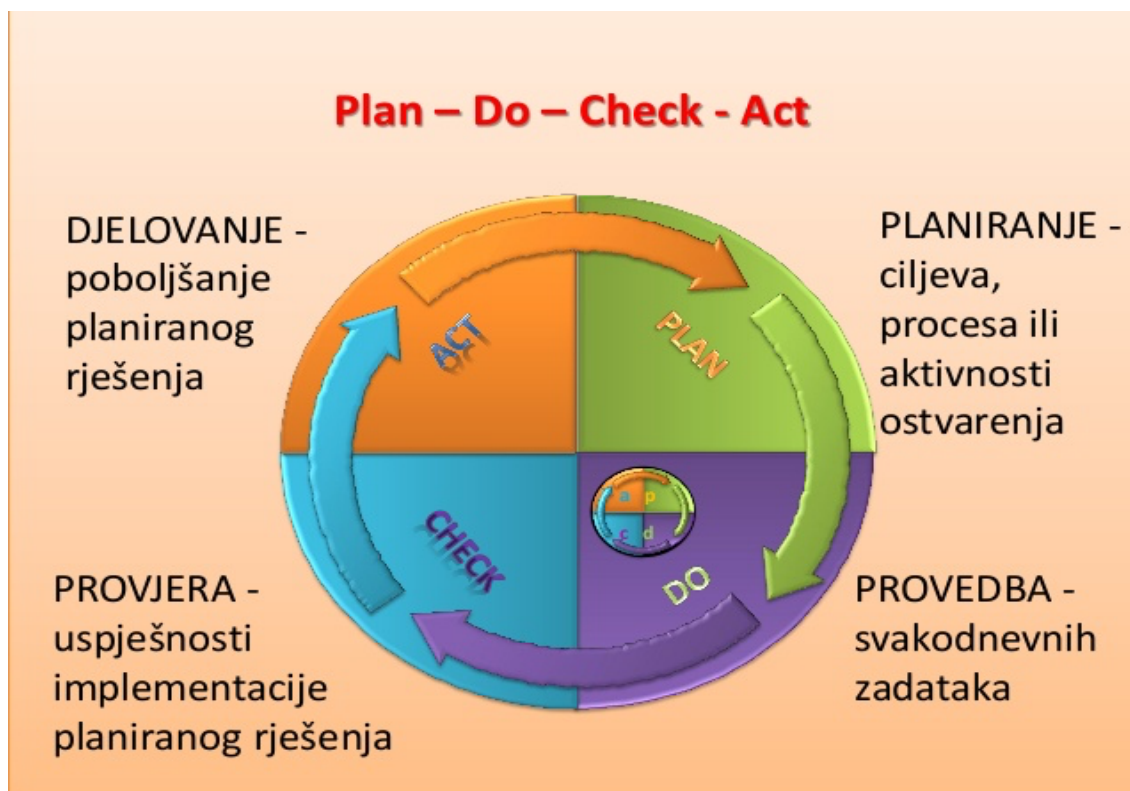 Plan – Do – Check - Act
DJELOVANJE -
poboljšanje
planiranog
rješenja
PLANIRANJE -
ciljeva,
procesa ili
aktivnosti
ostvarenja
ACT
PLAN
CHECK
DO
a p
c d
PROVJERA -
uspješnosti
implementacije
planiranog rješenja
PROVEDBA -
svakodnevnih
zadataka